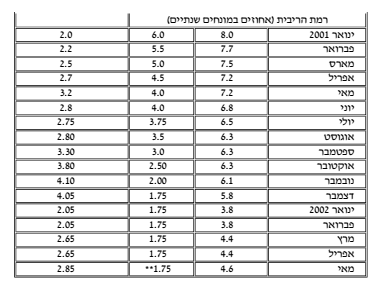 רמת הריבית (אחוזים במונחים שנתיים)
ינואר 2001 8.0 6.0 2.0
פברואר 7.7 5.5 2.2
מארס 7.5 5.0 2.5
אפריל 7.2 4.5 2.7
מאי 7.2 4.0 3.2
יוני 6.8 4.0 2.8
יולי 6.5 3.75 2.75
אוגוסט 6.3 3.5 2.80
ספטמבר 6.3 3.0 3.30
אוקטובר 6.3 2.50 3.80
נובמבר 6.1 2.00 4.10
דצמבר 5.8 1.75 4.05
ינואר 2002 3.8 1.75 2.05
פברואר 3.8 1.75 2.05
מרץ 4.4 1.75 2.65
אפריל 4.4 1.75 2.65
מאי 4.6 **1.75 2.85